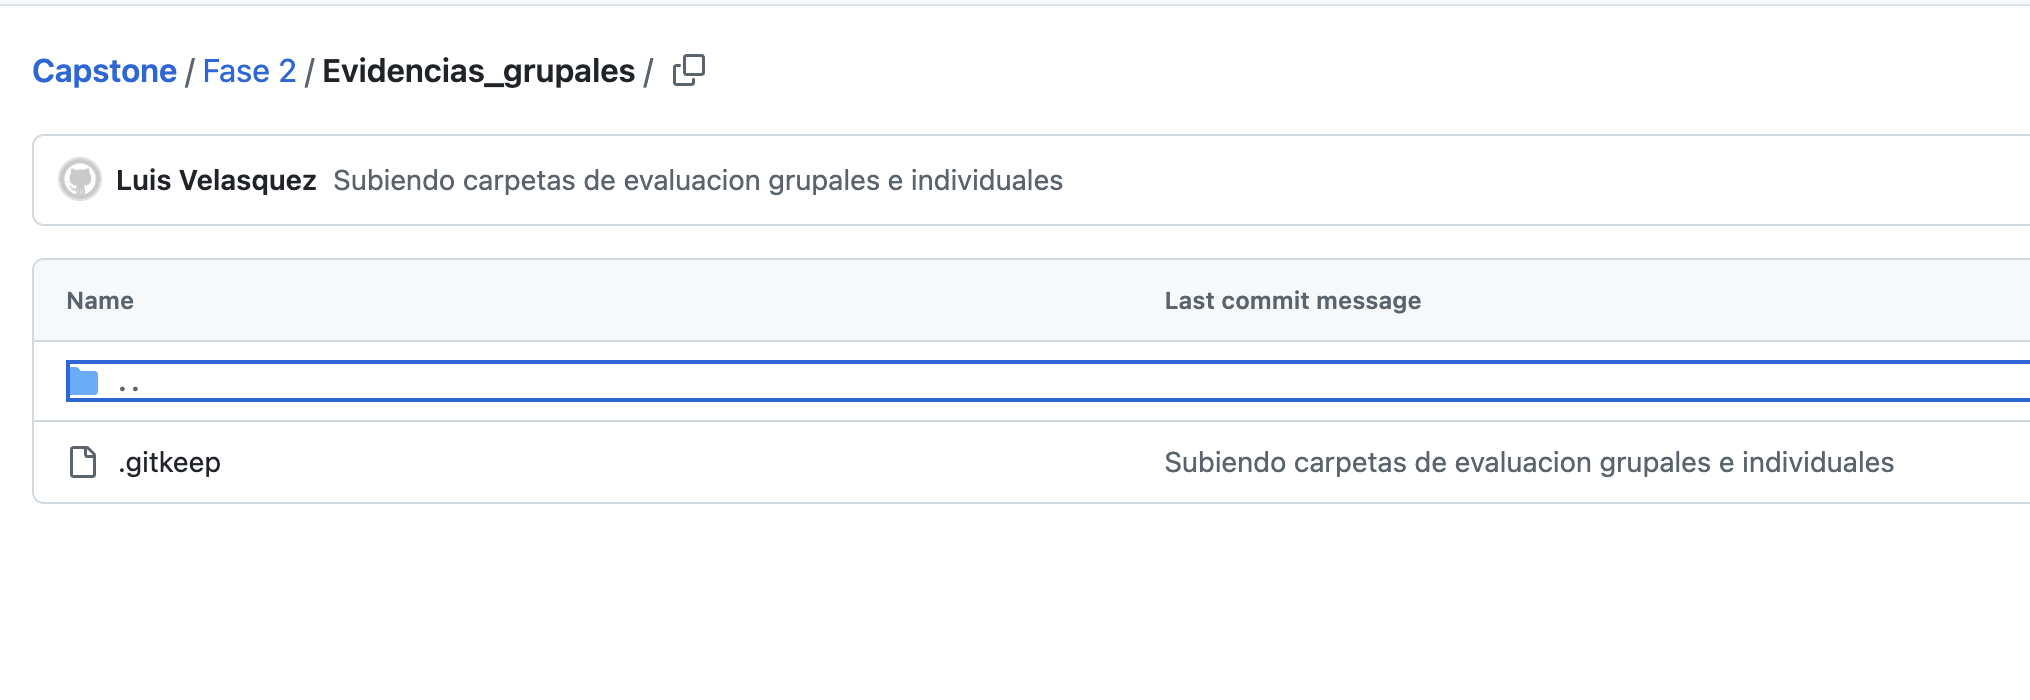 Capstone / Fase 2 / Evidencias_grupales /
Luis Velasquez Subiendo carpetas de evaluacion grupales e individuales
Name Last commit message
..
.gitkeep Subiendo carpetas de evaluacion grupales e individuales